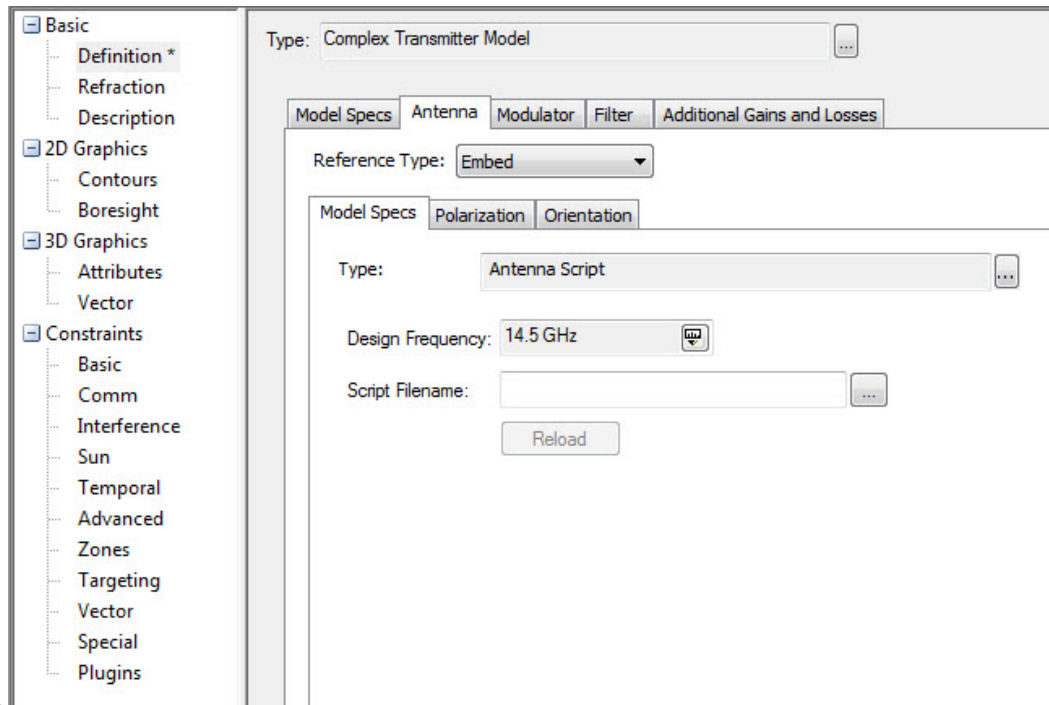 Basic
Definition *
Refraction
Description
2D Graphics
Contours
Boresight
3D Graphics
Attributes
Vector
Constraints
Basic
Comm
Interference
Sun
Temporal
Advanced
Zones
Targeting
Vector
Special
Plugins
Type: Complex Transmitter Model ...
Model Specs Antenna Modulator Filter Additional Gains and Losses
Reference Type: Embed
Model Specs Polarization Orientation
Type: Antenna Script ...
Design Frequency: 14.5 GHz
Script Filename: ...
Reload